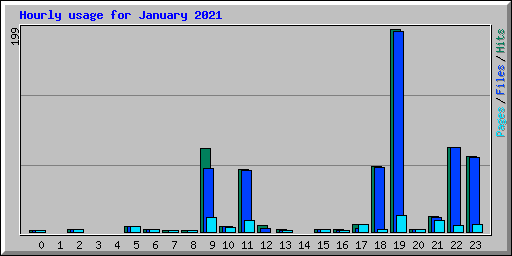 Hourly usage for January 2021
199
Pages/Files/Hits
0 1 2 3 4 5 6 7 8 9 10 11 12 13 14 15 16 17 18 19 20 21 22 23